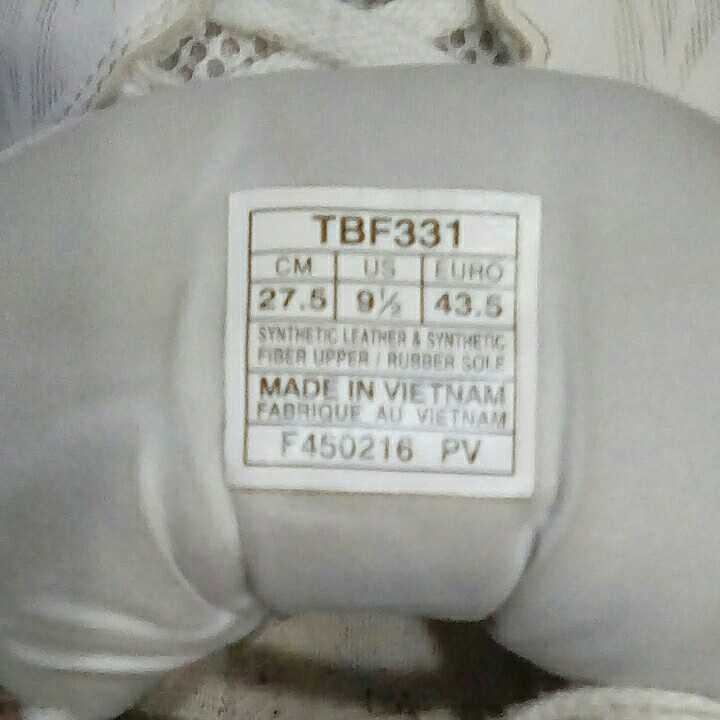 TBF331
CM US EURO
27.5 9½ 43.5
SYNTHETIC LEATHER & SYNTHETIC
FIBER UPPER / RUBBER SOLE
MADE IN VIETNAM
FABRIQUE AU VIETNAM
F450216 PV